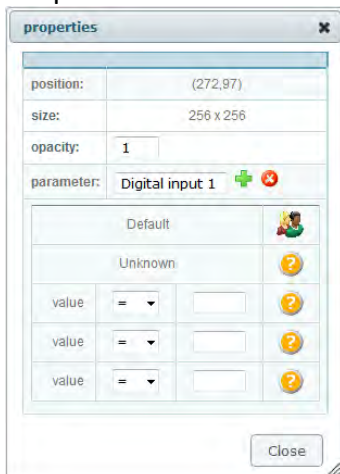 properties
position: (272,97)
size: 256 x 256
opacity: 1
parameter: Digital input 1
Default
Unknown
value =
value =
value =
Close